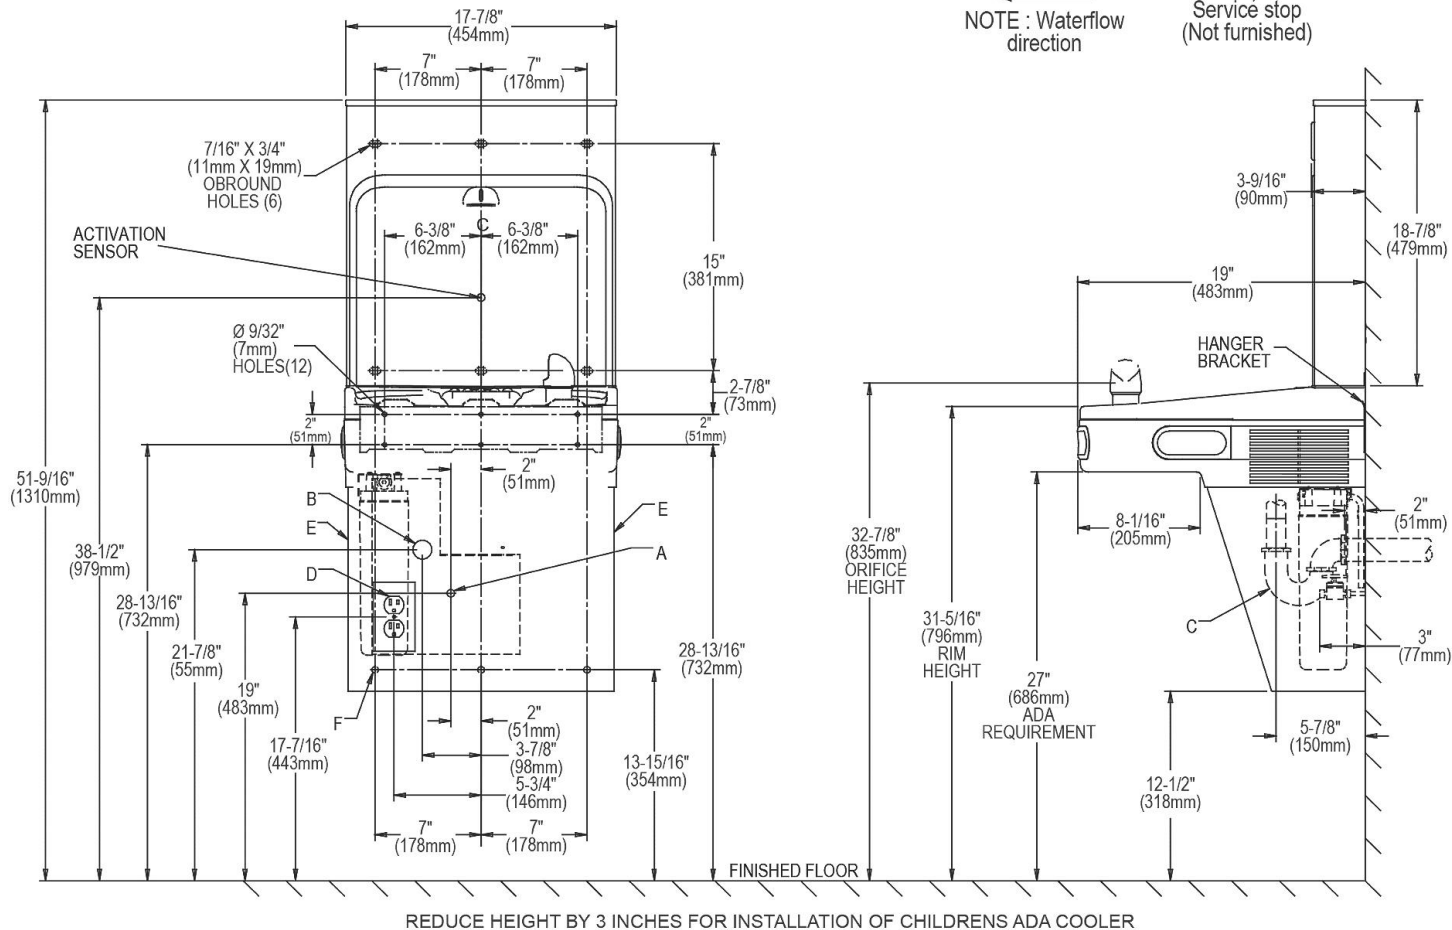 NOTE : Waterflow
direction
Service stop
(Not furnished)
17-7/8"
(454mm)
7"
(178mm)
7"
(178mm)
7/16" X 3/4"
(11mm X 19mm)
OBROUND
HOLES (6)
ACTIVATION
SENSOR
C
6-3/8"
(162mm)
6-3/8"
(162mm)
15"
(381mm)
Ø 9/32"
(7mm)
HOLES(12)
2-7/8"
(73mm)
2"
(51mm)
2"
(51mm)
2"
(51mm)
51-9/16"
(1310mm)
38-1/2"
(979mm)
28-13/16"
(732mm)
21-7/8"
(55mm)
19"
(483mm)
17-7/16"
(443mm)
B
E
D
F
E
A
2"
(51mm)
3-7/8"
(98mm)
5-3/4"
(146mm)
7"
(178mm)
7"
(178mm)
13-15/16"
(354mm)
28-13/16"
(732mm)
FINISHED FLOOR
3-9/16"
(90mm)
18-7/8"
(479mm)
19"
(483mm)
HANGER
BRACKET
8-1/16"
(205mm)
2"
(51mm)
32-7/8"
(835mm)
ORIFICE
HEIGHT
31-5/16"
(796mm)
RIM
HEIGHT
27"
(686mm)
ADA
REQUIREMENT
C
3"
(77mm)
5-7/8"
(150mm)
12-1/2"
(318mm)
REDUCE HEIGHT BY 3 INCHES FOR INSTALLATION OF CHILDRENS ADA COOLER